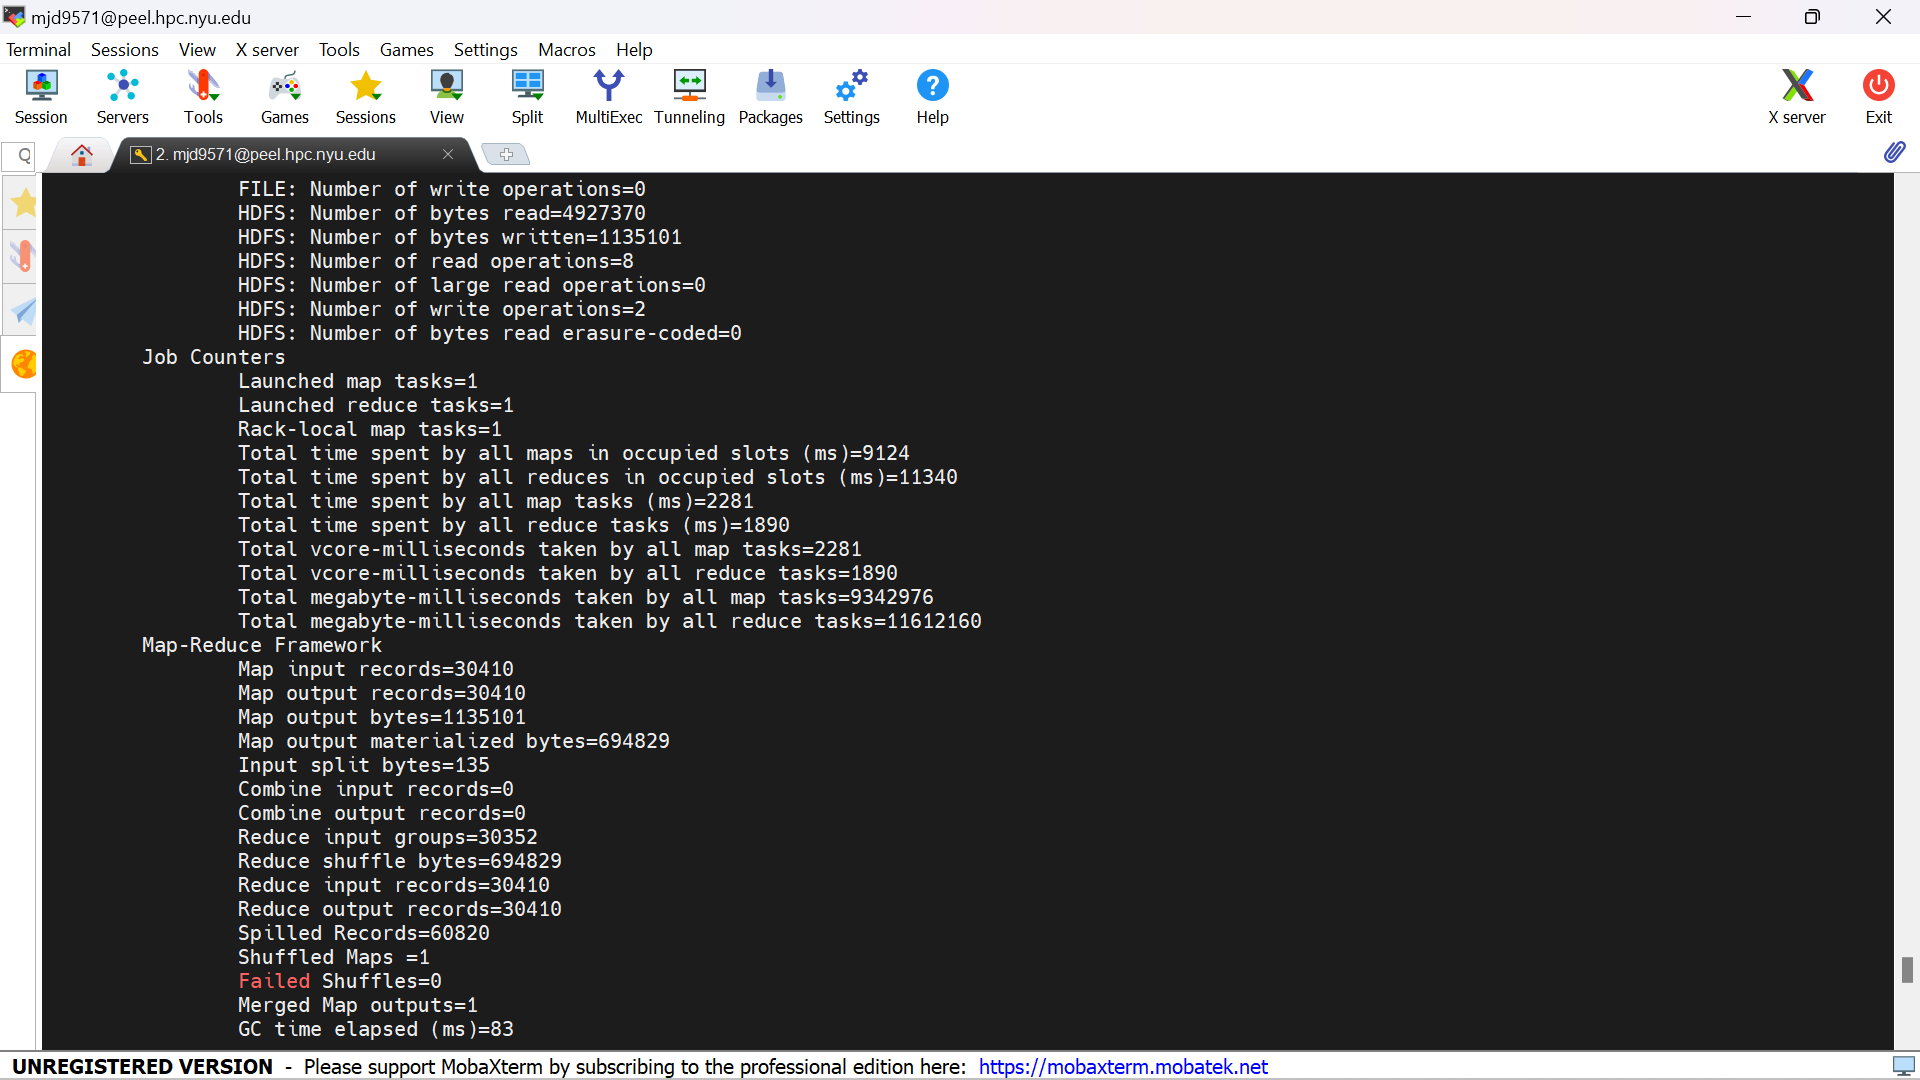 mjd9571@peel.hpc.nyu.edu
Terminal Sessions View X server Tools Games Settings Macros Help
Session Servers Tools Games Sessions View Split MultiExec Tunneling Packages Settings Help X server Exit
2. mjd9571@peel.hpc.nyu.edu
FILE: Number of write operations=0
HDFS: Number of bytes read=4927370
HDFS: Number of bytes written=1135101
HDFS: Number of read operations=8
HDFS: Number of large read operations=0
HDFS: Number of write operations=2
HDFS: Number of bytes read erasure-coded=0
Job Counters
Launched map tasks=1
Launched reduce tasks=1
Rack-local map tasks=1
Total time spent by all maps in occupied slots (ms)=9124
Total time spent by all reduces in occupied slots (ms)=11340
Total time spent by all map tasks (ms)=2281
Total time spent by all reduce tasks (ms)=1890
Total vcore-milliseconds taken by all map tasks=2281
Total vcore-milliseconds taken by all reduce tasks=1890
Total megabyte-milliseconds taken by all map tasks=9342976
Total megabyte-milliseconds taken by all reduce tasks=11612160
Map-Reduce Framework
Map input records=30410
Map output records=30410
Map output bytes=1135101
Map output materialized bytes=694829
Input split bytes=135
Combine input records=0
Combine output records=0
Reduce input groups=30352
Reduce shuffle bytes=694829
Reduce input records=30410
Reduce output records=30410
Spilled Records=60820
Shuffled Maps =1
Failed Shuffles=0
Merged Map outputs=1
GC time elapsed (ms)=83
UNREGISTERED VERSION - Please support MobaXterm by subscribing to the professional edition here: https://mobaxterm.mobatek.net